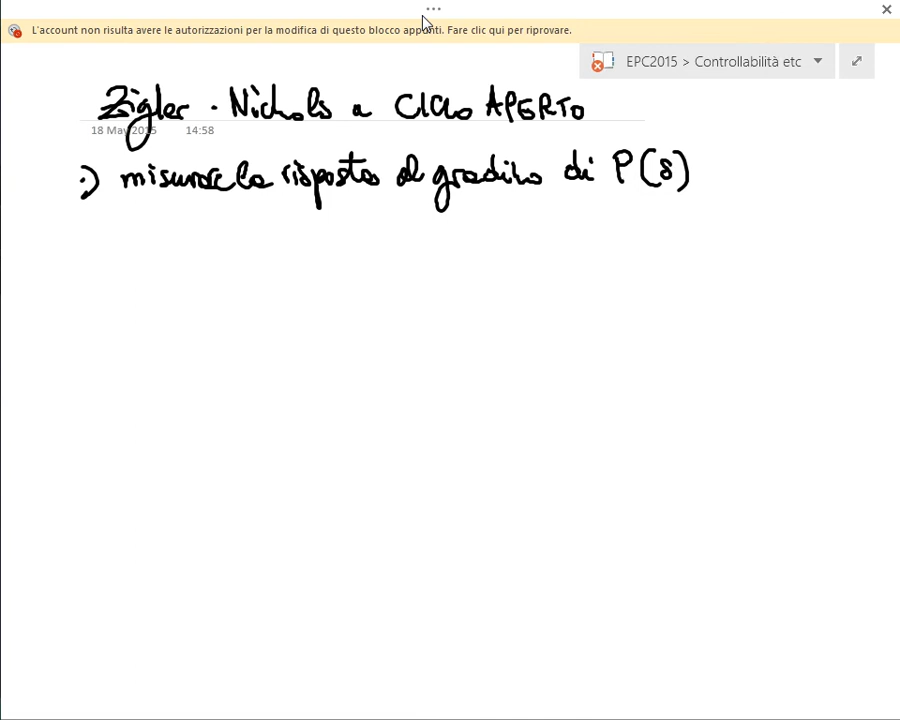 L'account non risulta avere le autorizzazioni per la modifica di questo blocco appunti. Fare clic qui per riprovare.
EPC2015 > Controllabilità etc
Zigler - Nichols a CICLO APERTO
18 May 2015 14:58
:) misurare la risposta al gradino di P(s)